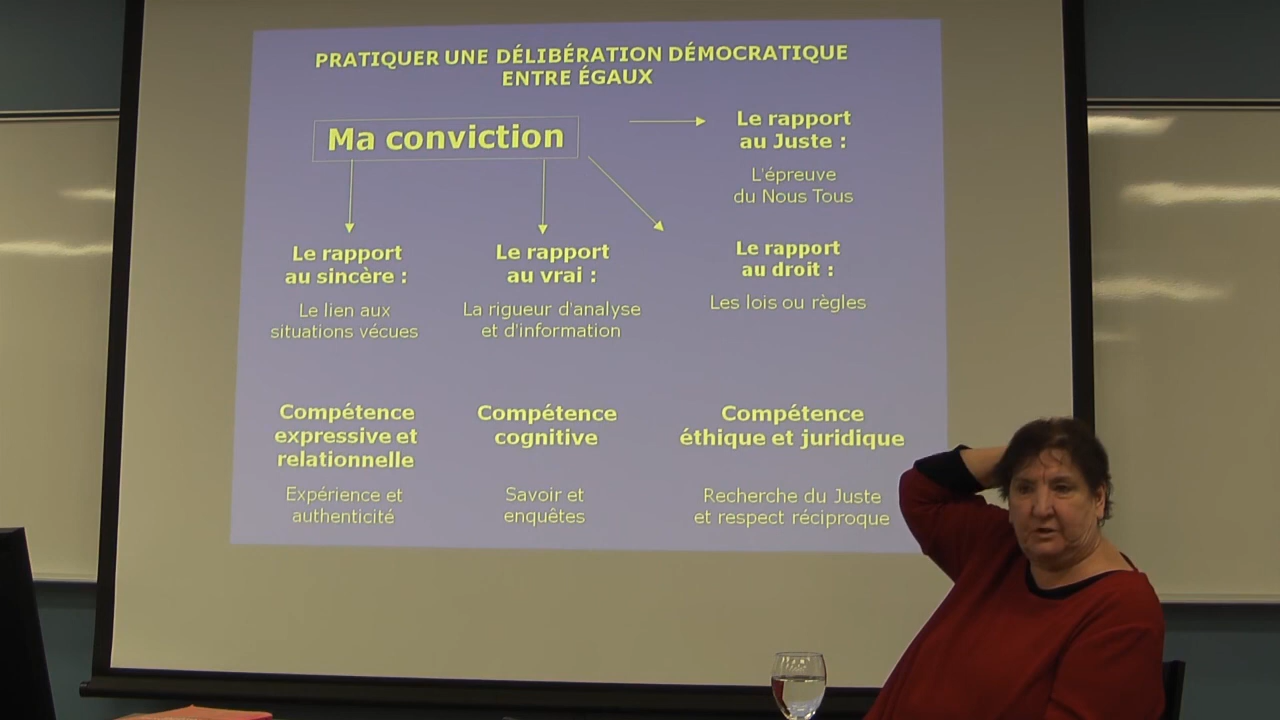 PRATIQUER UNE DÉLIBÉRATION DÉMOCRATIQUE
ENTRE ÉGAUX
Ma conviction
Le rapport
au Juste :
L'épreuve
du Nous Tous
Le rapport
au sincère :
Le lien aux
situations vécues
Le rapport
au vrai :
La rigueur d'analyse
et d'information
Le rapport
au droit :
Les lois ou règles
Compétence
expressive et
relationnelle
Expérience et
authenticité
Compétence
cognitive
Savoir et
enquêtes
Compétence
éthique et juridique
Recherche du Juste
et respect réciproque